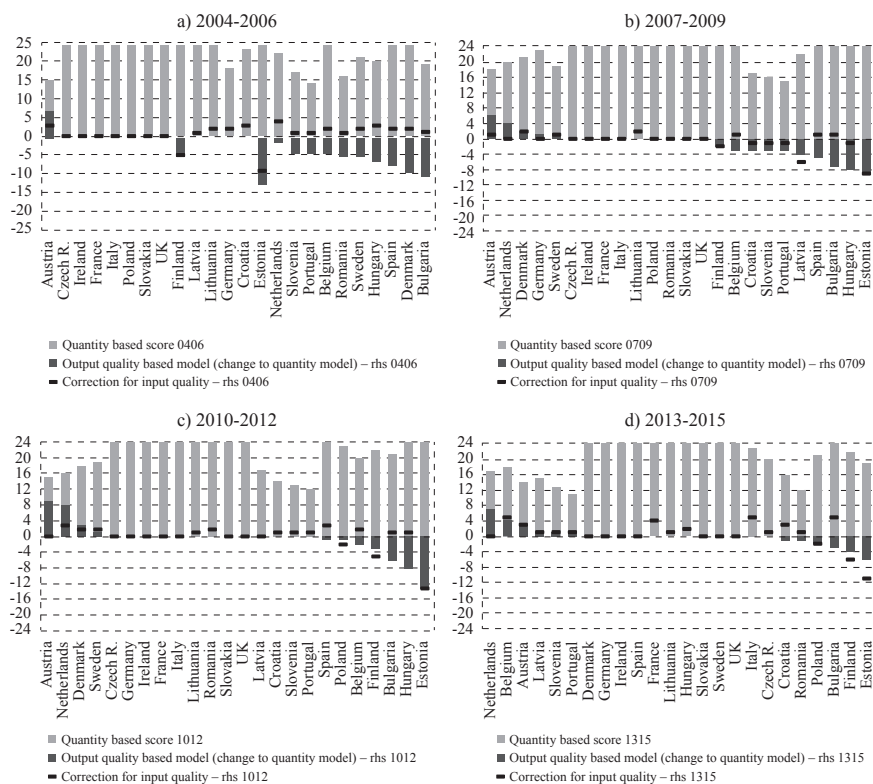 a) 2004-2006
25
20
15
10
5
0
-5
-10
-15
-20
-25
Austria
Czech R.
Ireland
France
Italy
Poland
Slovakia
UK
Finland
Latvia
Lithuania
Germany
Croatia
Estonia
Netherlands
Slovenia
Portugal
Belgium
Romania
Sweden
Hungary
Spain
Denmark
Bulgaria
Quantity based score 0406
Output quality based model (change to quantity model) – rhs 0406
Correction for input quality – rhs 0406
b) 2007-2009
24
20
16
12
8
4
0
-4
-8
-12
-16
-20
-24
Austria
Netherlands
Denmark
Germany
Sweden
Czech R.
Ireland
France
Italy
Lithuania
Poland
Romania
Slovakia
UK
Finland
Belgium
Croatia
Slovenia
Portugal
Latvia
Spain
Bulgaria
Hungary
Estonia
Quantity based score 0709
Output quality based model (change to quantity model) – rhs 0709
Correction for input quality – rhs 0709
c) 2010-2012
24
20
16
12
8
4
0
-4
-8
-12
-16
-20
-24
Austria
Netherlands
Denmark
Sweden
Czech R.
Germany
Ireland
France
Italy
Lithuania
Romania
Slovakia
UK
Latvia
Croatia
Slovenia
Portugal
Spain
Poland
Belgium
Finland
Bulgaria
Hungary
Estonia
Quantity based score 1012
Output quality based model (change to quantity model) – rhs 1012
Correction for input quality – rhs 1012
d) 2013-2015
24
20
16
12
8
4
0
-4
-8
-12
-16
-20
-24
Netherlands
Belgium
Austria
Latvia
Slovenia
Portugal
Denmark
Germany
Ireland
Spain
France
Lithuania
Hungary
Slovakia
Sweden
UK
Italy
Czech R.
Croatia
Romania
Poland
Bulgaria
Finland
Estonia
Quantity based score 1315
Output quality based model (change to quantity model) – rhs 1315
Correction for input quality – rhs 1315